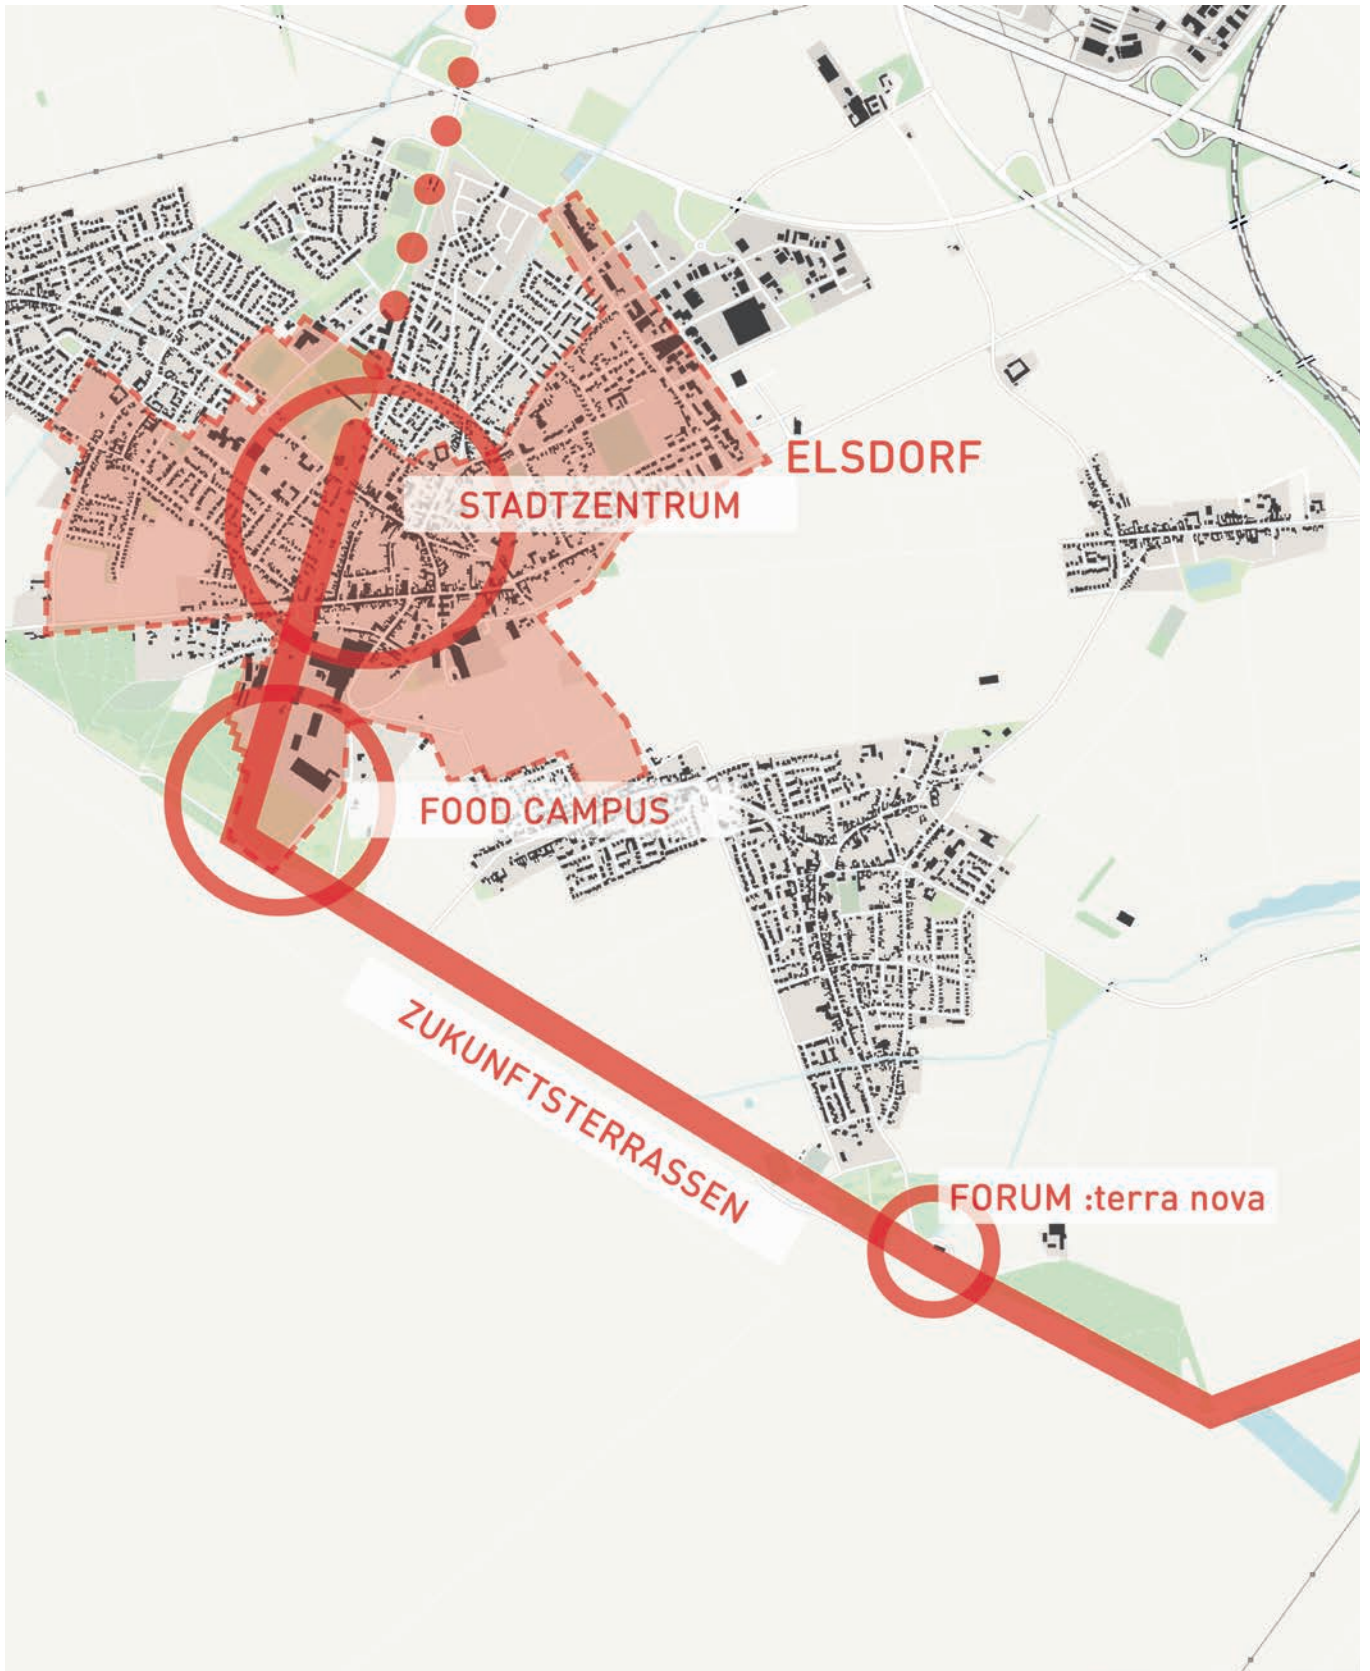 ELSDORF
STADTZENTRUM
FOOD CAMPUS
ZUKUNFTSTERRASSEN
FORUM :terra nova